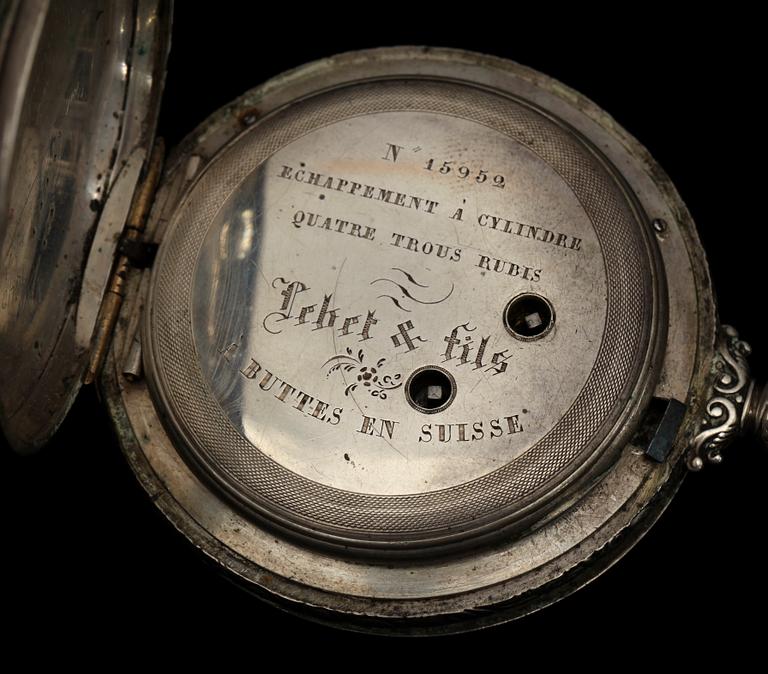 N° 15952
ECHAPPEMENT À CYLINDRE
QUATRE TROUS RUBIS
Lebet & fils
À BUTTES EN SUISSE